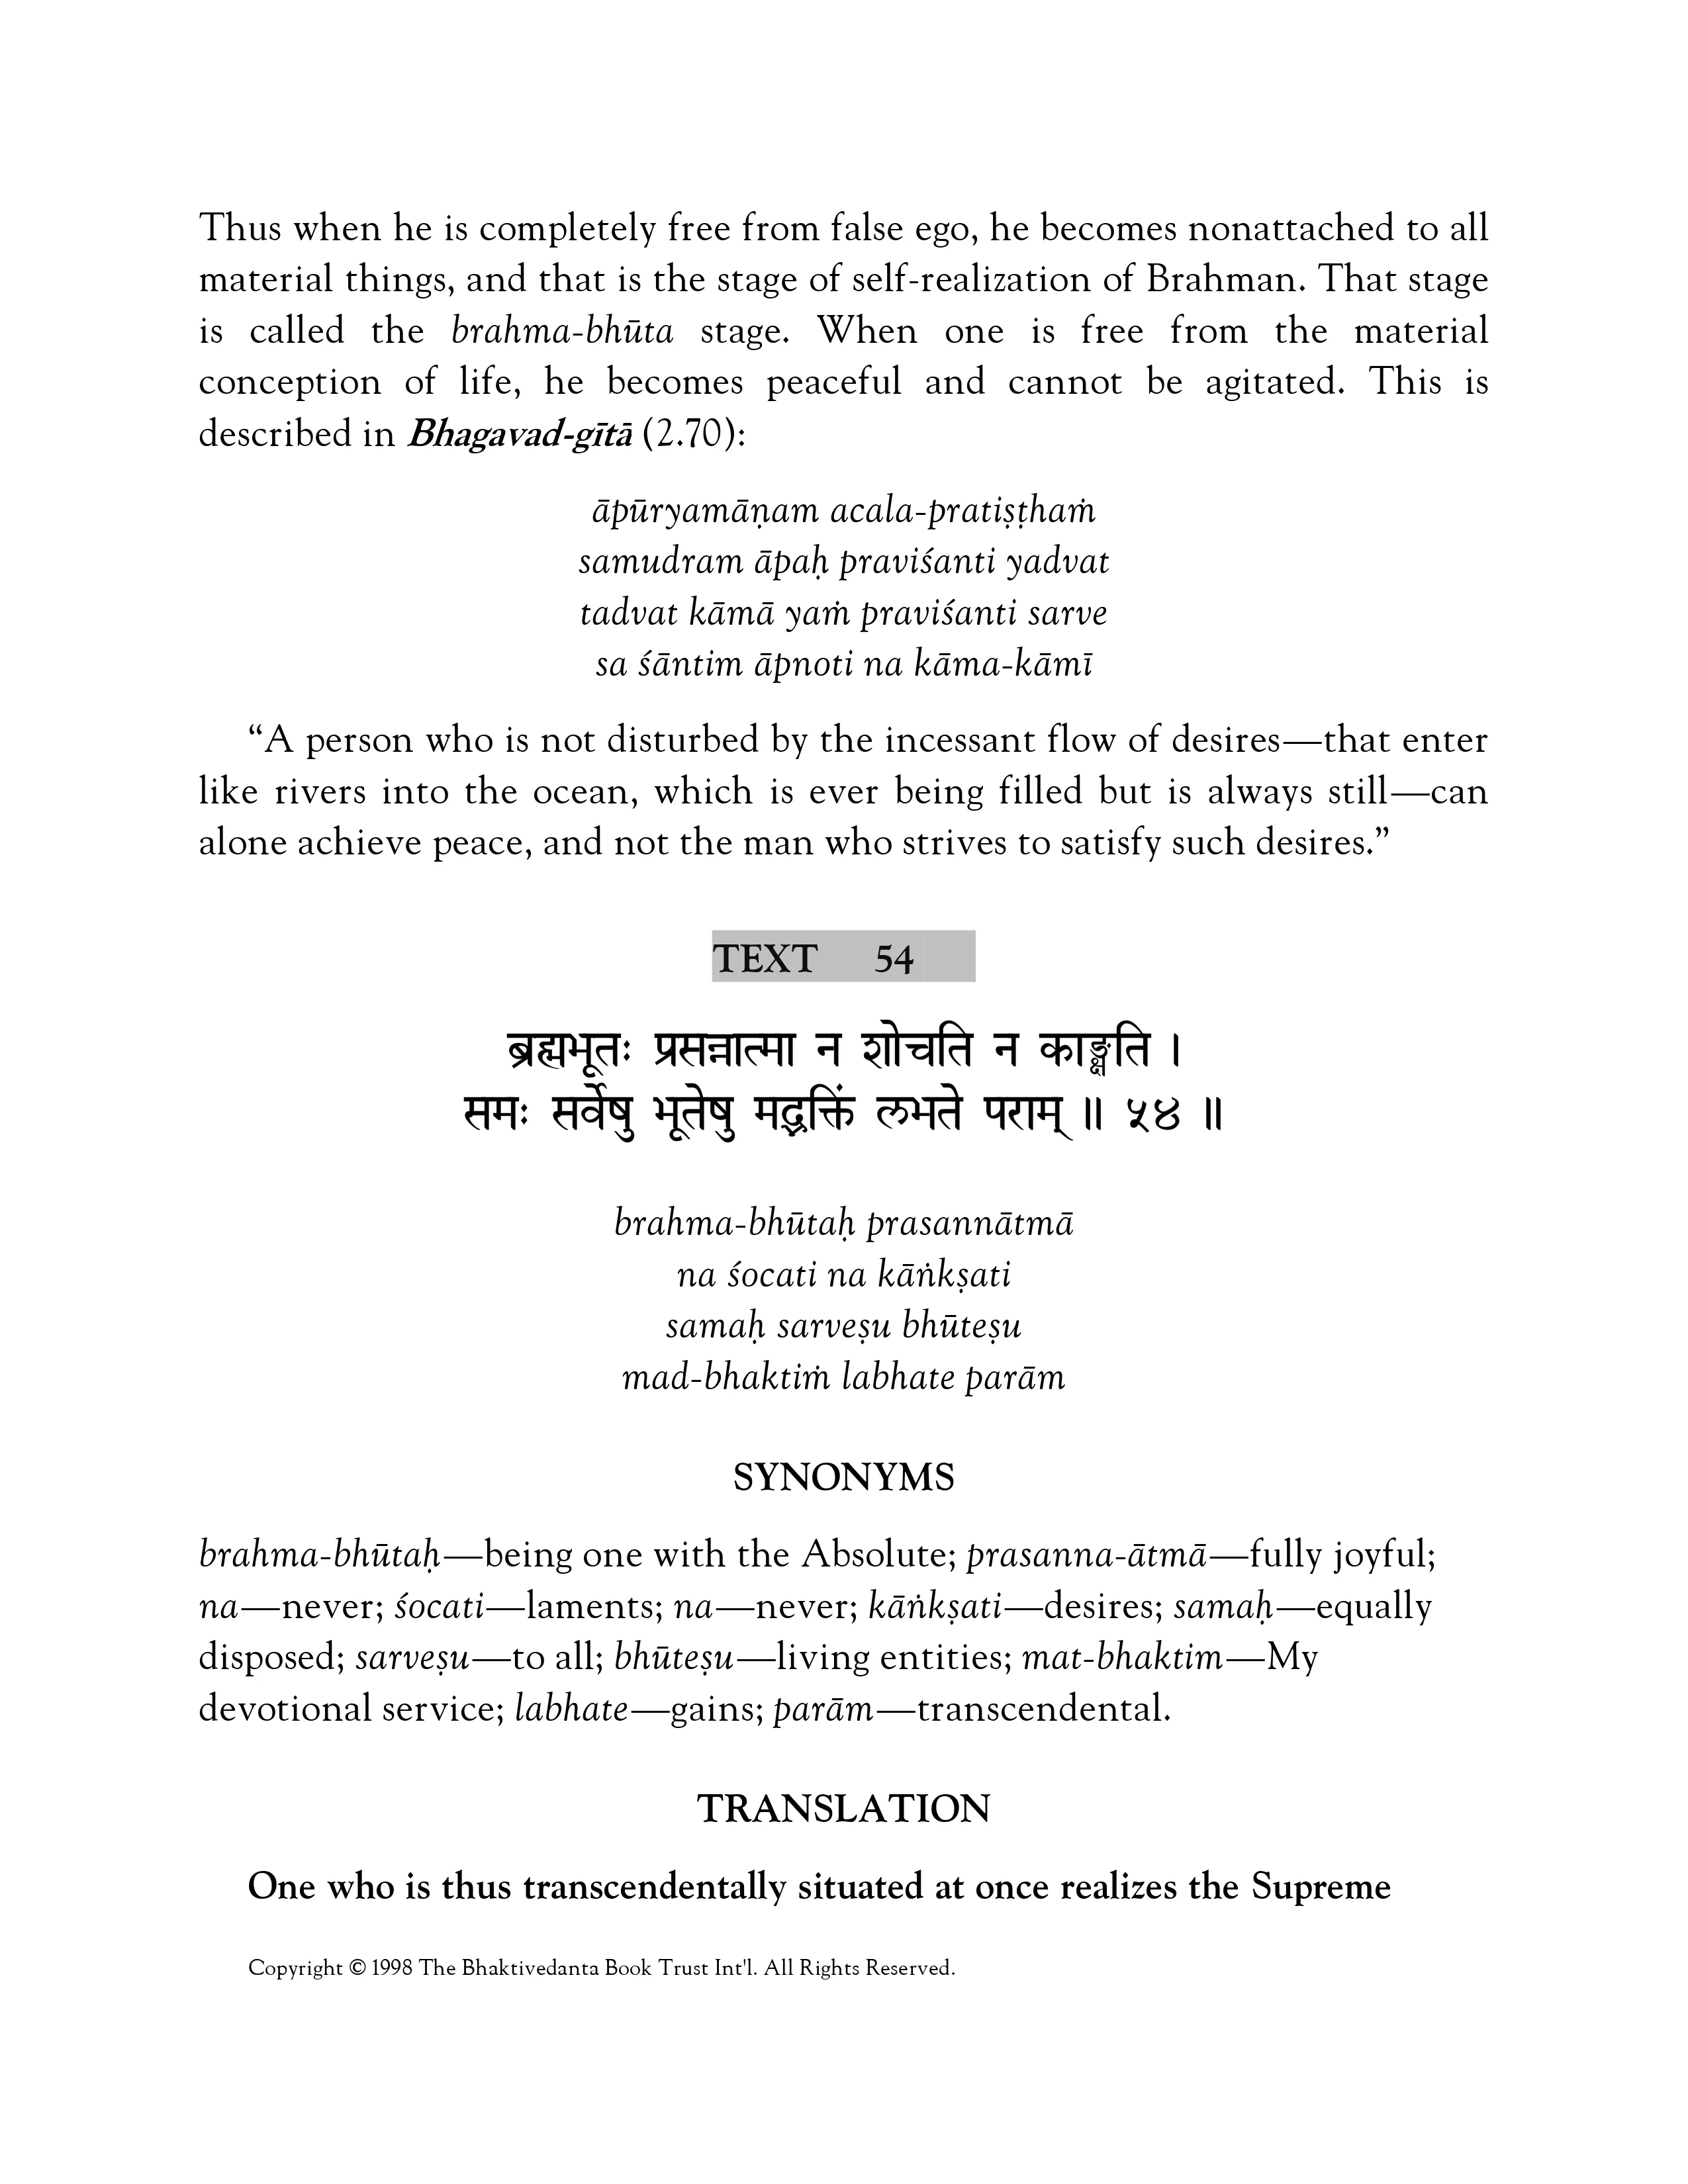 Thus when he is completely free from false ego, he becomes nonattached to all
material things, and that is the stage of self-realization of Brahman. That stage
is called the brahma-bhūta stage. When one is free from the material
conception of life, he becomes peaceful and cannot be agitated. This is
described in Bhagavad-gītā (2.70):
āpūryamāṇam acala-pratiṣṭhaṁ
samudram āpaḥ praviśanti yadvat
tadvat kāmā yaṁ praviśanti sarve
sa śāntim āpnoti na kāma-kāmī
“A person who is not disturbed by the incessant flow of desires—that enter
like rivers into the ocean, which is ever being filled but is always still—can
alone achieve peace, and not the man who strives to satisfy such desires.”
TEXT 54
ब्रह्मभूतः प्रसन्नात्मा न शोचति न काङ्क्षति ।
समः सर्वेषु भूतेषु मद्भक्तिं लभते पराम् ॥ ५४ ॥
brahma-bhūtaḥ prasannātmā
na śocati na kāṅkṣati
samaḥ sarveṣu bhūteṣu
mad-bhaktiṁ labhate parām
SYNONYMS
brahma-bhūtaḥ—being one with the Absolute; prasanna-ātmā—fully joyful;
na—never; śocati—laments; na—never; kāṅkṣati—desires; samaḥ—equally
disposed; sarveṣu—to all; bhūteṣu—living entities; mat-bhaktim—My
devotional service; labhate—gains; parām—transcendental.
TRANSLATION
One who is thus transcendentally situated at once realizes the Supreme
Copyright © 1998 The Bhaktivedanta Book Trust Int'l. All Rights Reserved.